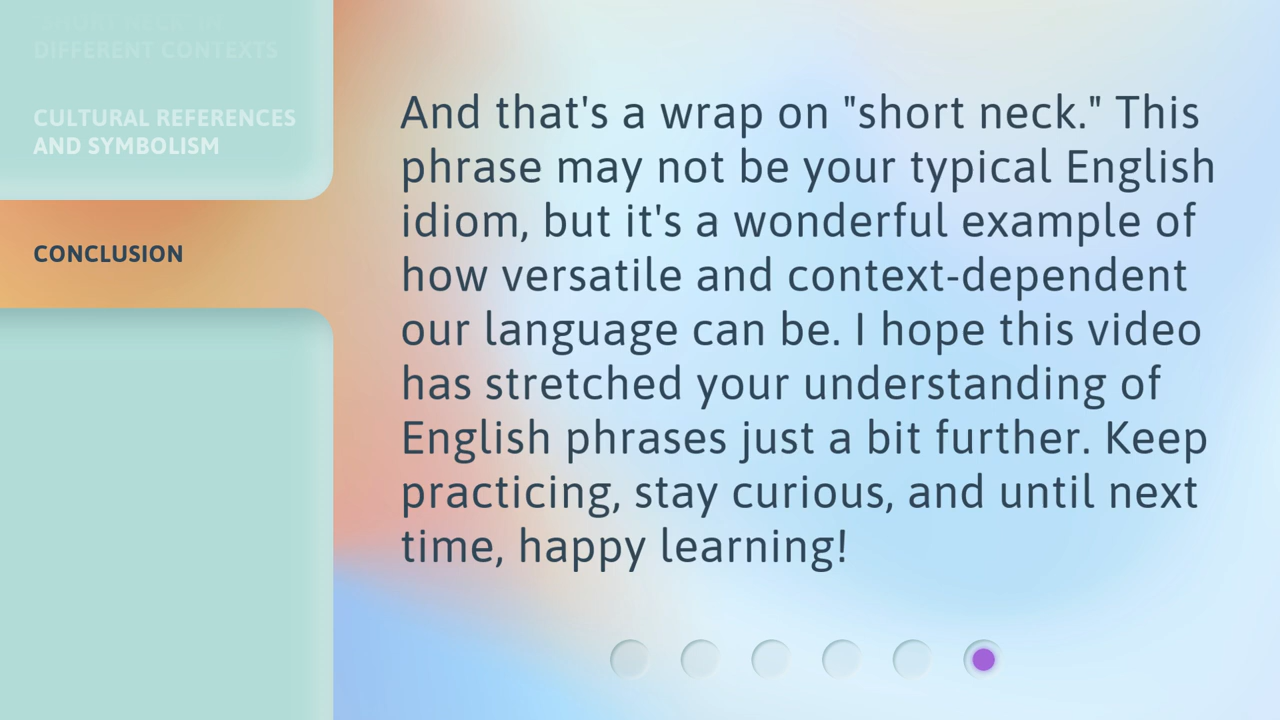 DIFFERENT CONTEXTS
CULTURAL REFERENCES
AND SYMBOLISM
CONCLUSION
And that's a wrap on "short neck." This
phrase may not be your typical English
idiom, but it's a wonderful example of
how versatile and context-dependent
our language can be. I hope this video
has stretched your understanding of
English phrases just a bit further. Keep
practicing, stay curious, and until next
time, happy learning!